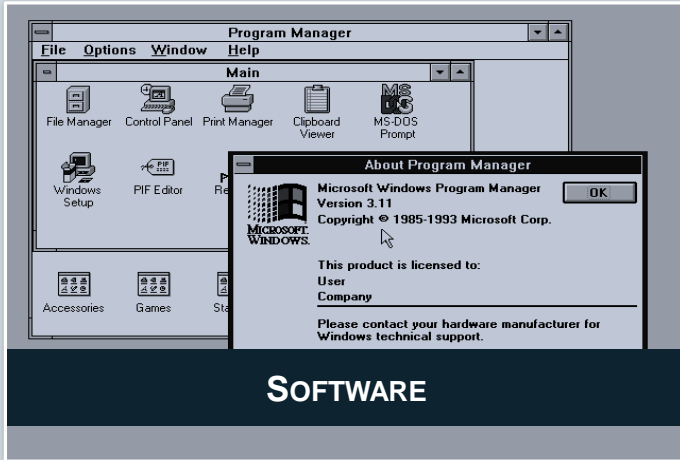 Program Manager
File Options Window Help
Main
File Manager Control Panel Print Manager Clipboard Viewer MS-DOS Prompt
Windows Setup PIF Editor
About Program Manager
Microsoft Windows Program Manager
Version 3.11
Copyright © 1985-1993 Microsoft Corp.
OK
MICROSOFT.
WINDOWS.
This product is licensed to:
User
Company
Please contact your hardware manufacturer for
Windows technical support.
Accessories Games
SOFTWARE